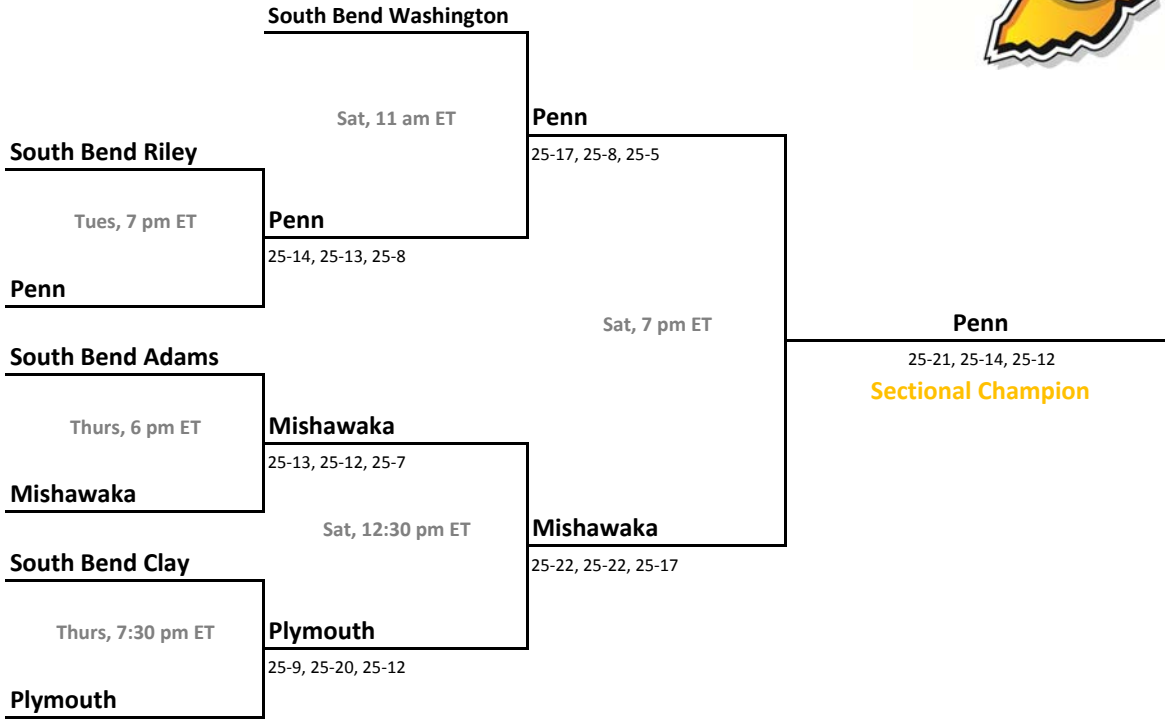 South Bend Washington
Sat, 11 am ET
Penn
South Bend Riley
25-17, 25-8, 25-5
Tues, 7 pm ET
Penn
25-14, 25-13, 25-8
Penn
Sat, 7 pm ET
Penn
South Bend Adams
25-21, 25-14, 25-12
Sectional Champion
Thurs, 6 pm ET
Mishawaka
25-13, 25-12, 25-7
Mishawaka
Sat, 12:30 pm ET
Mishawaka
South Bend Clay
25-22, 25-22, 25-17
Thurs, 7:30 pm ET
Plymouth
25-9, 25-20, 25-12
Plymouth